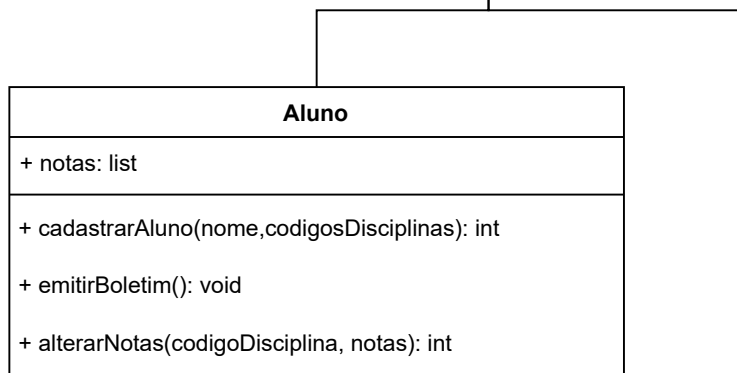 Aluno
+ notas: list
+ cadastrarAluno(nome,codigosDisciplinas): int
+ emitirBoletim(): void
+ alterarNotas(codigoDisciplina, notas): int